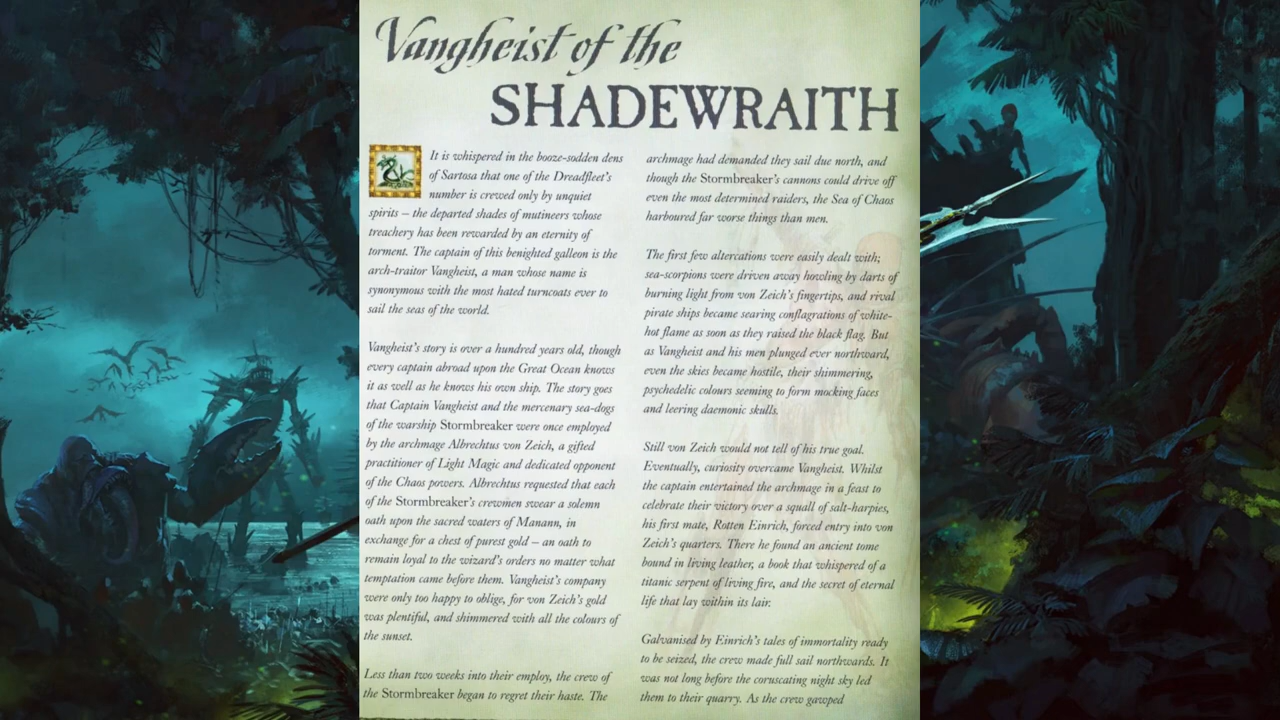 Vangheist of the
SHADEWRAITH
It is whispered in the booze-sodden dens
of Sartosa that one of the Dreadfleet's
number is crewed only by unquiet
spirits – the departed shades of mutineers whose
treachery has been rewarded by an eternity of
torment. The captain of this benighted galleon is the
arch-traitor Vangheist, a man whose name is
synonymous with the most hated turncoats ever to
sail the seas of the world.
Vangheist's story is over a hundred years old, though
every captain abroad upon the Great Ocean knows
it as well as he knows his own ship. The story goes
that Captain Vangheist and the mercenary sea-dogs
of the warship Stormbreaker were once employed
by the archmage Albrechtus von Zeich, a gifted
practitioner of Light Magic and dedicated opponent
of the Chaos powers. Albrechtus requested that each
of the Stormbreaker's crewmen swear a solemn
oath upon the sacred waters of Manann, in
exchange for a chest of purest gold – an oath to
remain loyal to the wizard's orders no matter what
temptation came before them. Vangheist's company
were only too happy to oblige, for von Zeich's gold
was plentiful, and shimmered with all the colours of
the sunset.
Less than two weeks into their employ, the crew of
the Stormbreaker began to regret their haste. The
archmage had demanded they sail due north, and
though the Stormbreaker's cannons could drive off
even the most determined raiders, the Sea of Chaos
harboured far worse things than men.
The first few altercations were easily dealt with;
sea-scorpions were driven away howling by darts of
burning light from von Zeich's fingertips, and rival
pirate ships became searing conflagrations of white-
hot flame as soon as they raised the black flag. But
as Vangheist and his men plunged ever northward,
even the skies became hostile, their shimmering,
psychedelic colours seeming to form mocking faces
and leering daemonic skulls.
Still von Zeich would not tell of his true goal.
Eventually, curiosity overcame Vangheist. Whilst
the captain entertained the archmage in a feast to
celebrate their victory over a squall of salt-harpies,
his first mate, Rotten Einrich, forced entry into von
Zeich's quarters. There he found an ancient tome
bound in living leather, a book that whispered of a
titanic serpent of living fire, and the secret of eternal
life that lay within its lair.
Galvanised by Einrich's tales of immortality ready
to be seized, the crew made full sail northwards. It
was not long before the coruscating night sky led
them to their quarry. As the crew gawped